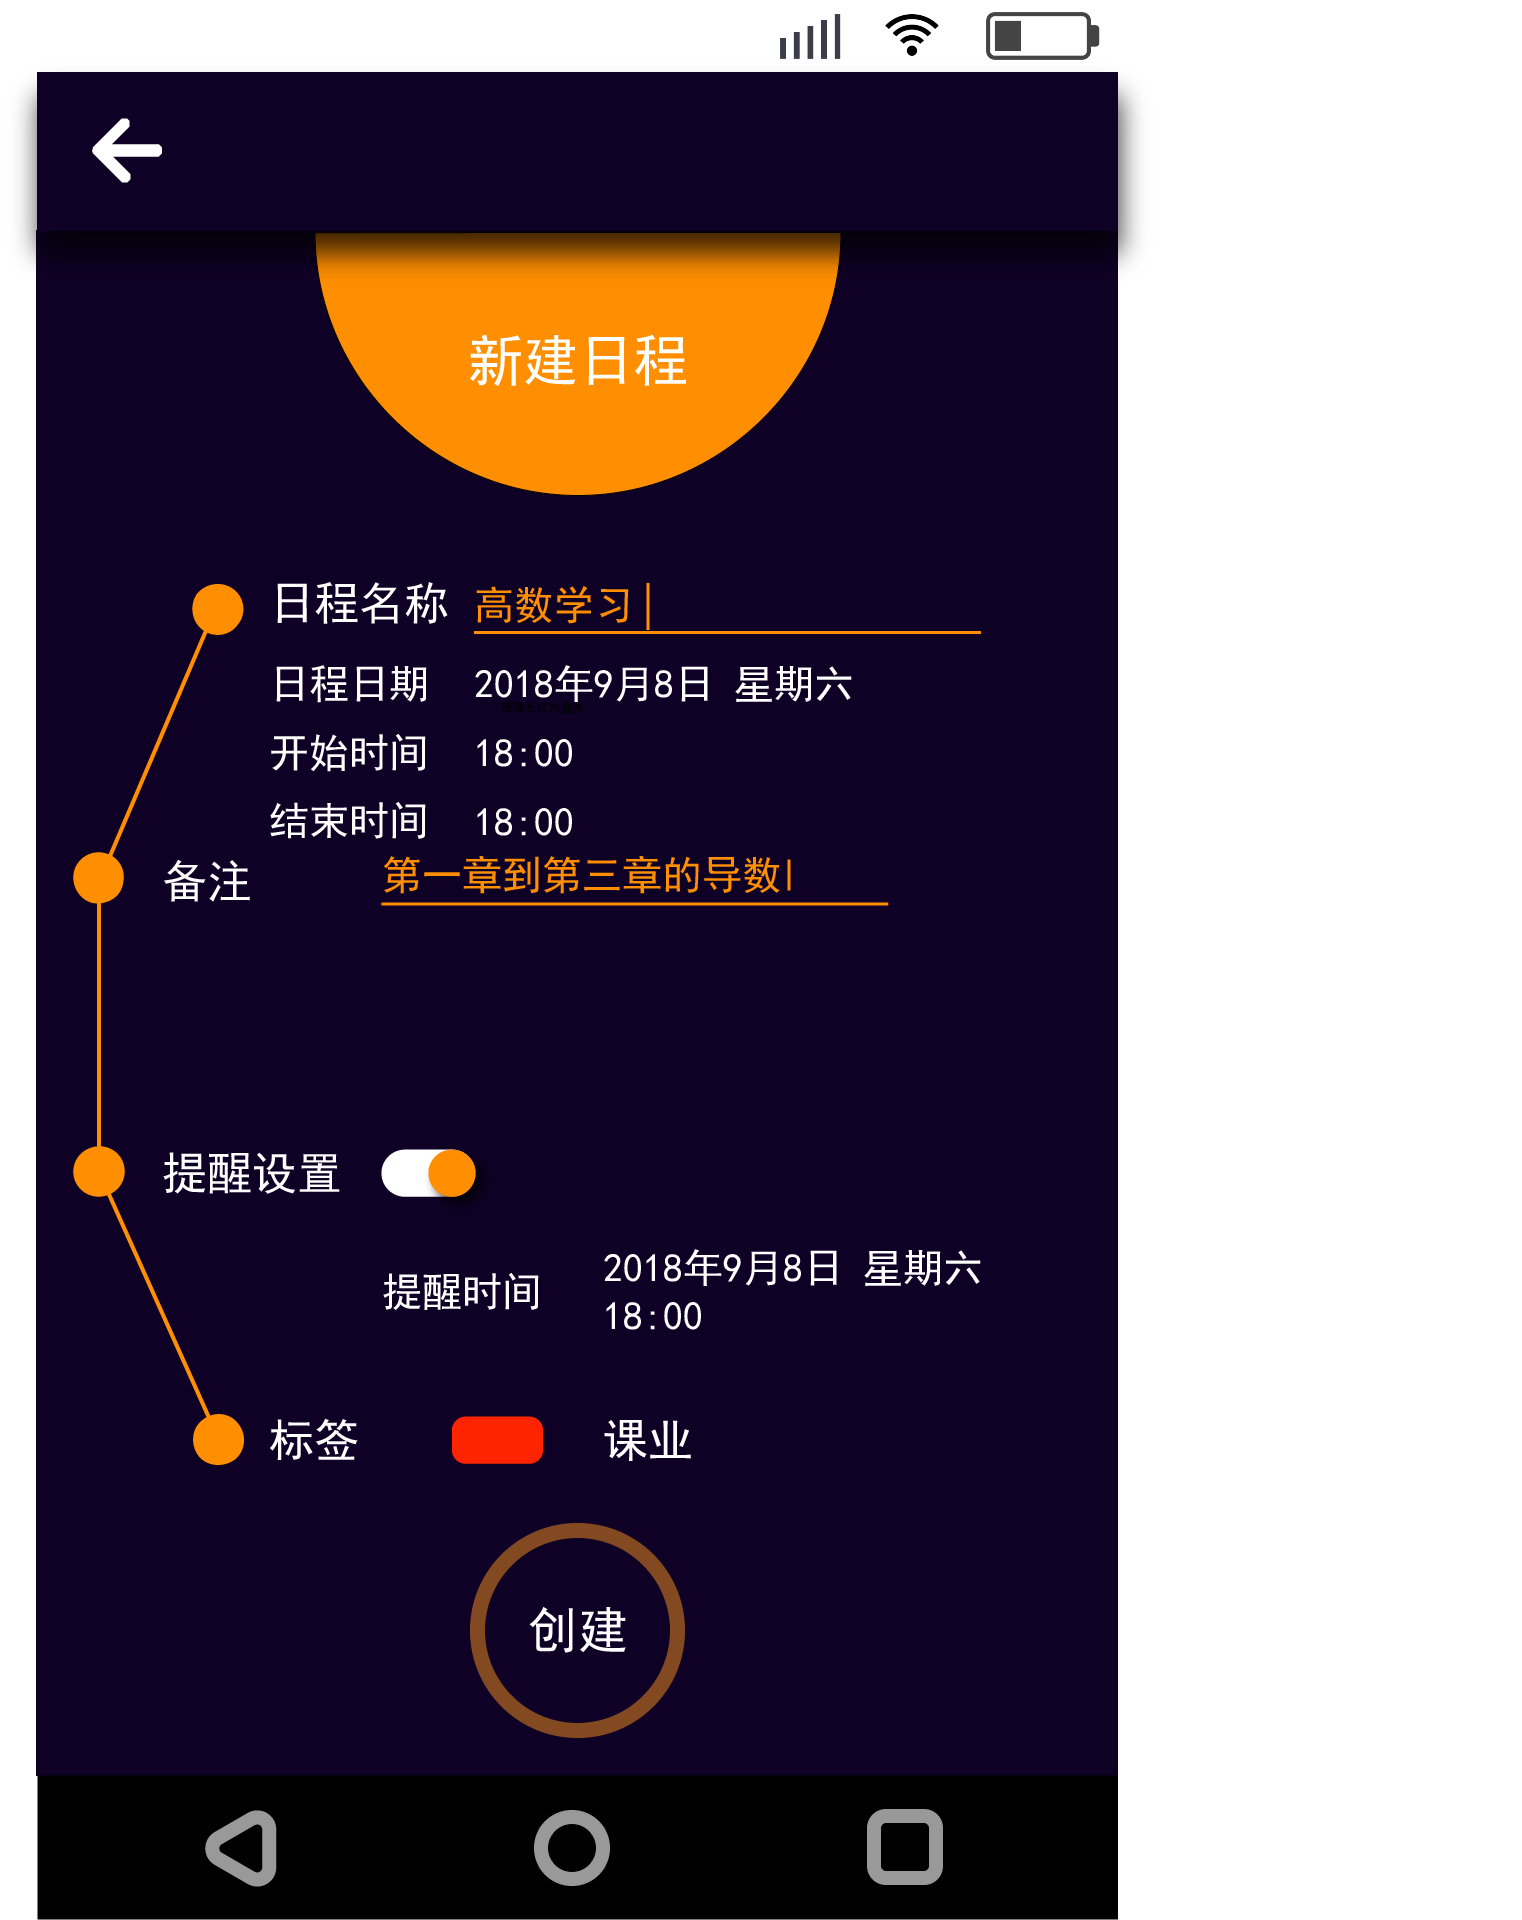 新建日程
日程名称 高数学习
日程日期 2018年9月8日 星期六
开始时间 18:00
结束时间 18:00
备注 第一章到第三章的导数
提醒设置
提醒时间 2018年9月8日 星期六
18:00
标签 课业
创建